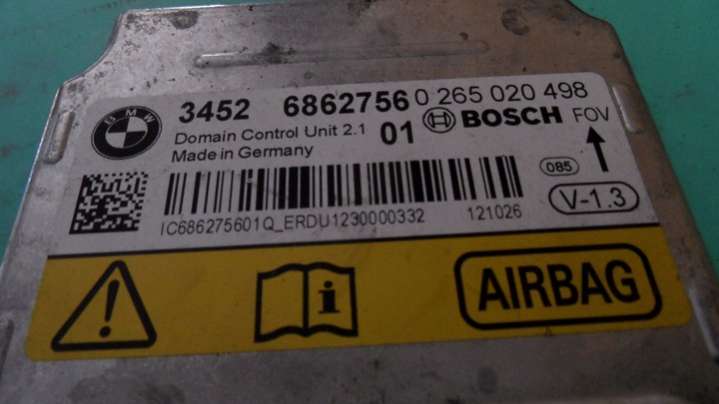 BMW
3452 6862756 0 265 020 498
Domain Control Unit 2.1 01 BOSCH FOV
Made in Germany
085
V-1.3
IC686275601Q_ERDU1230000332 121026
i AIRBAG